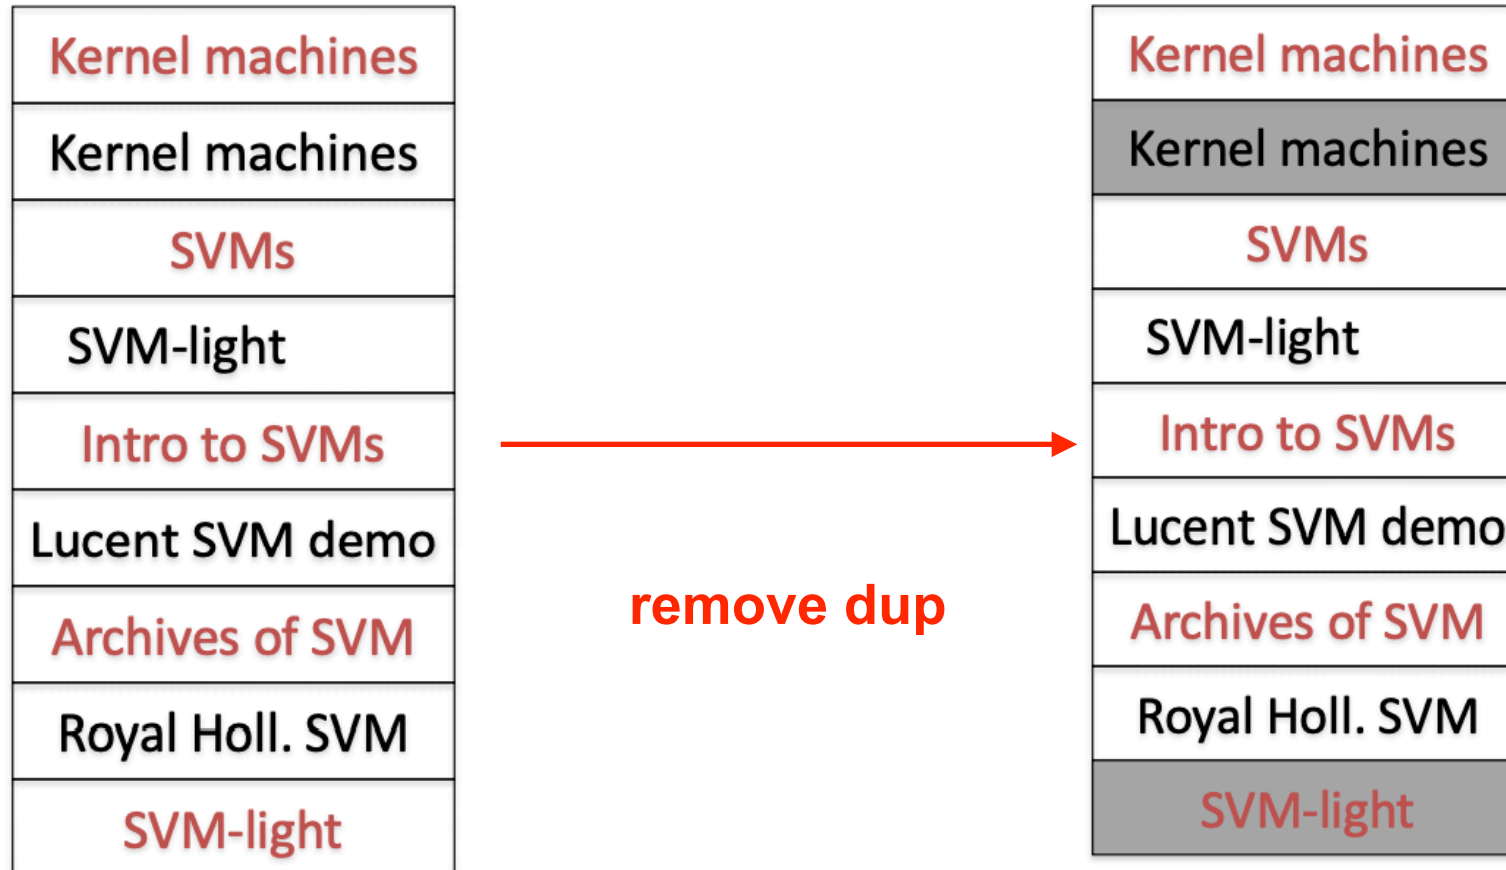 Kernel machines
Kernel machines
SVMs
SVM-light
Intro to SVMs
Lucent SVM demo
Archives of SVM
Royal Holl. SVM
SVM-light
remove dup
Kernel machines
Kernel machines
SVMs
SVM-light
Intro to SVMs
Lucent SVM demo
Archives of SVM
Royal Holl. SVM
SVM-light